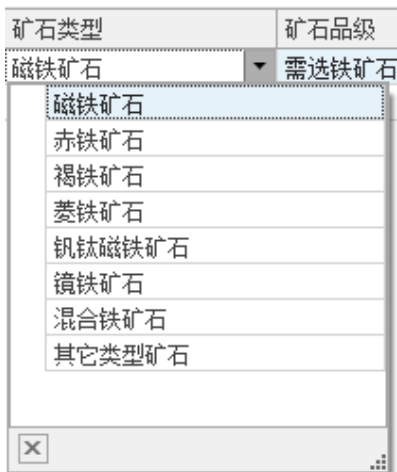 矿石类型 矿石品级
磁铁矿石 需选铁矿石
磁铁矿石
赤铁矿石
褐铁矿石
菱铁矿石
钒钛磁铁矿石
镜铁矿石
混合铁矿石
其它类型矿石